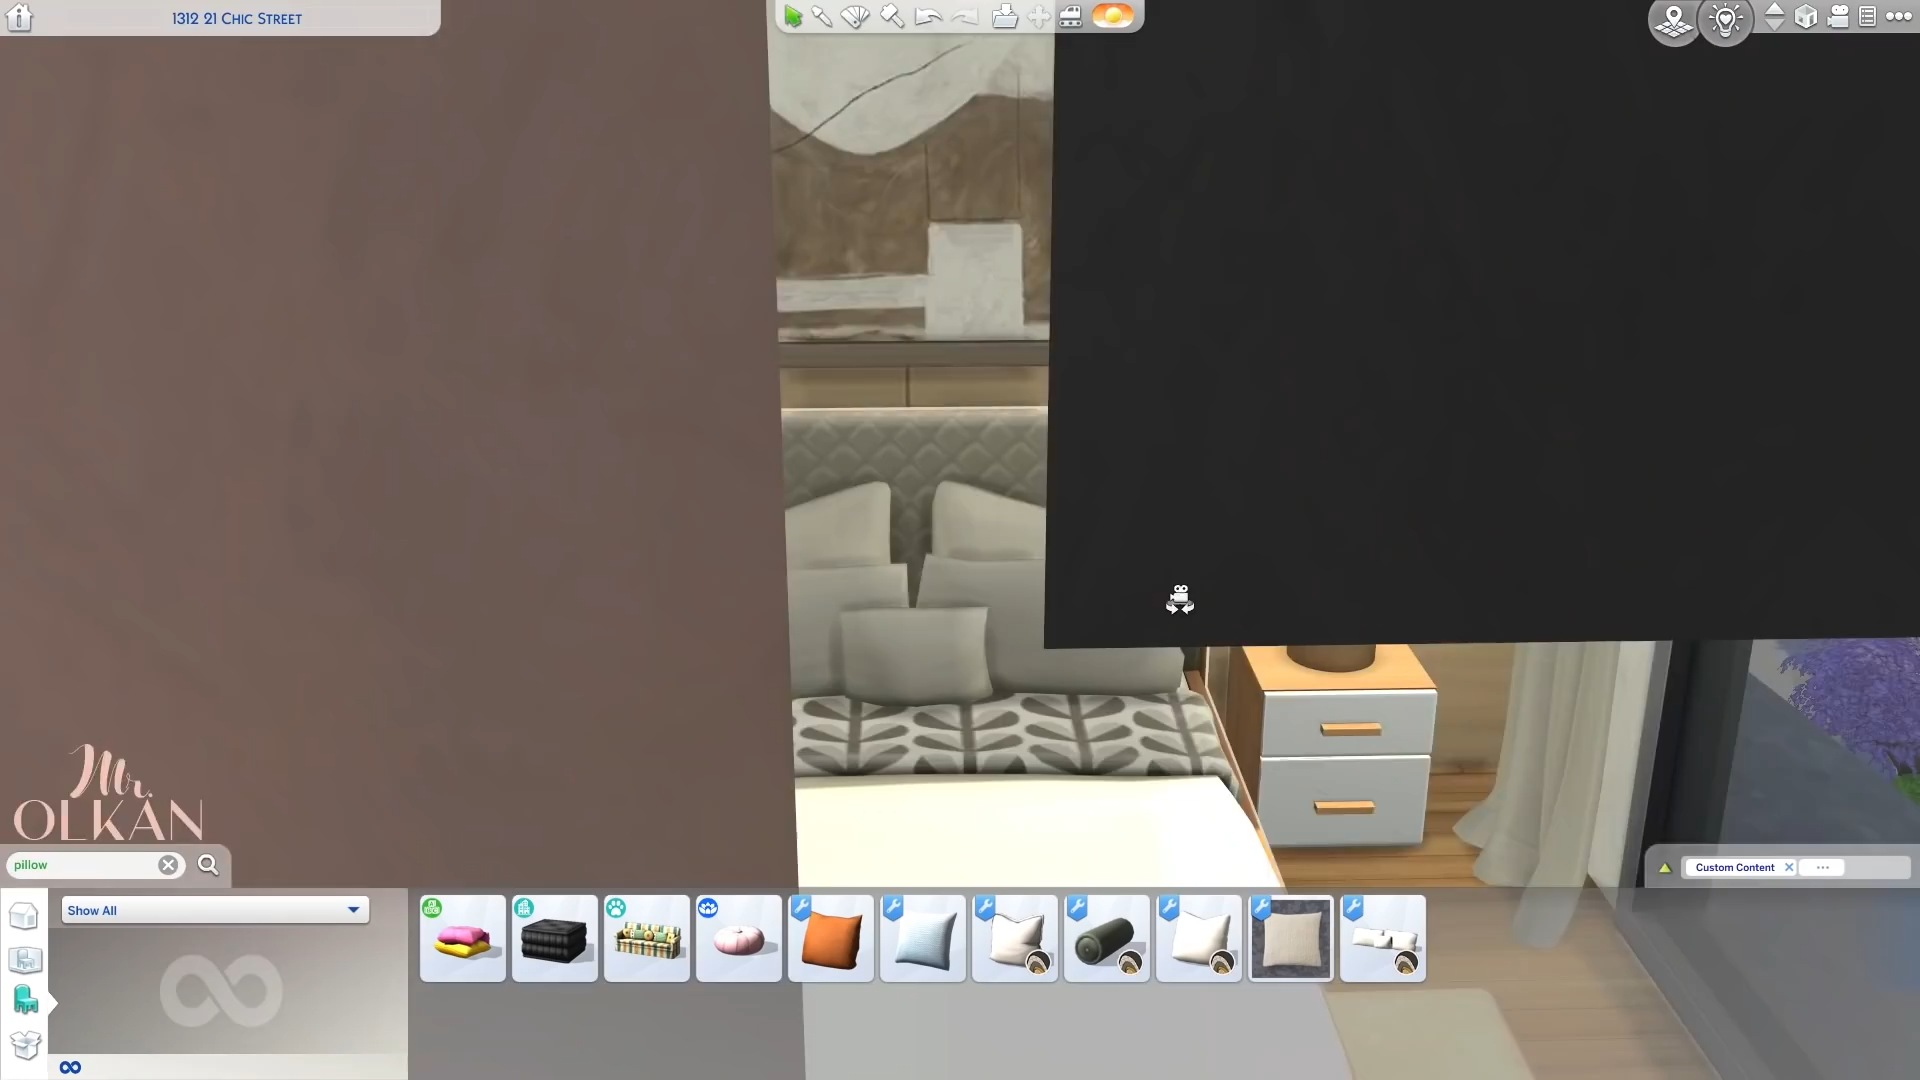 1312 21 Chic Street
Mr.
OLKAN
pillow
Custom Content
Show All